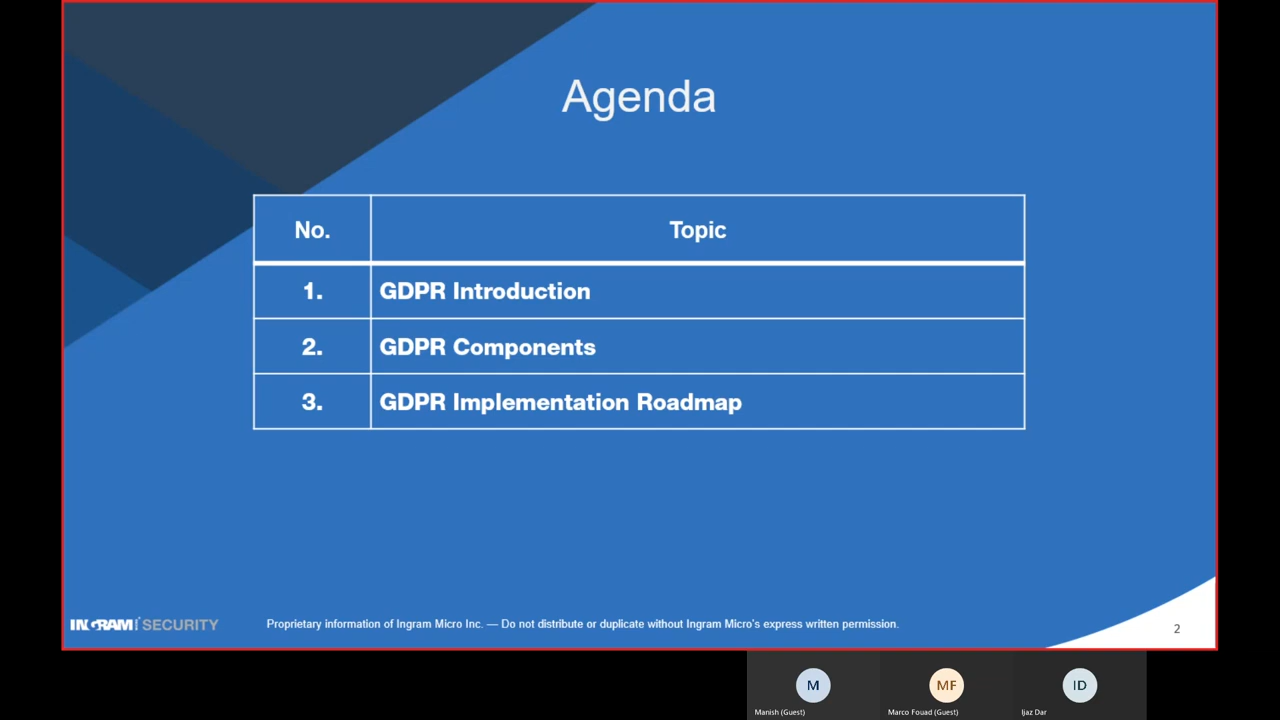 Agenda
No. Topic
1. GDPR Introduction
2. GDPR Components
3. GDPR Implementation Roadmap
INGRAM SECURITY
Proprietary information of Ingram Micro Inc. — Do not distribute or duplicate without Ingram Micro's express written permission.
2
M MF ID
Manish (Guest) Marco Fouad (Guest) Ijaz Dar